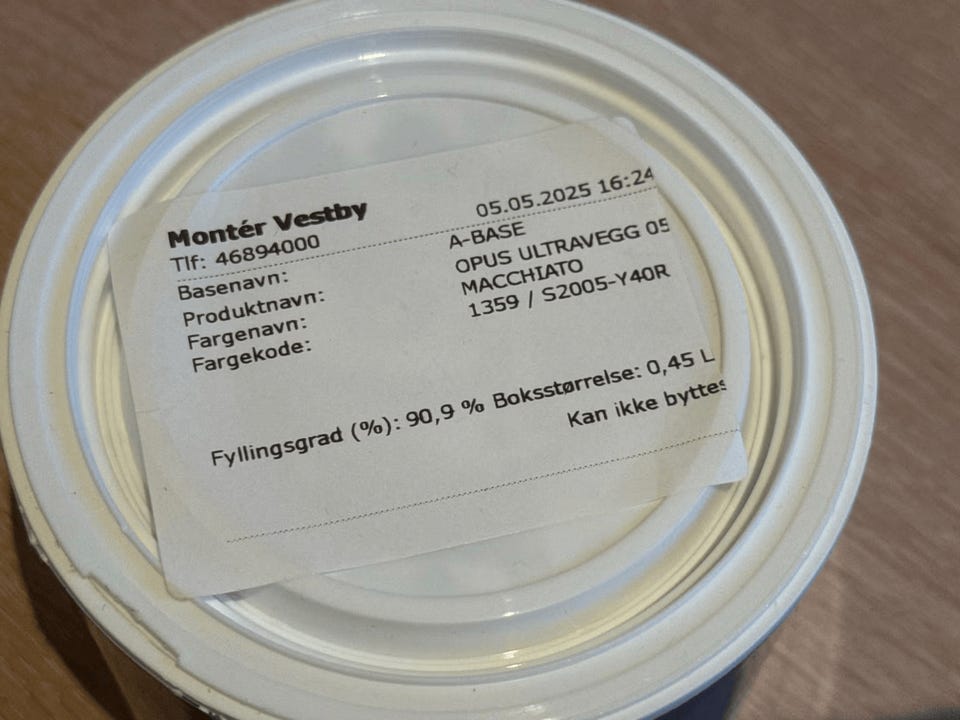 Montér Vestby 05.05.2025 16:24
Tlf: 46894000
Basenavn: A-BASE
Produktnavn: OPUS ULTRAVEGG 05
Fargenavn: MACCHIATO
Fargekode: 1359 / S2005-Y40R
Fyllingsgrad (%): 90,9 % Boksstørrelse: 0,45 L
Kan ikke byttes